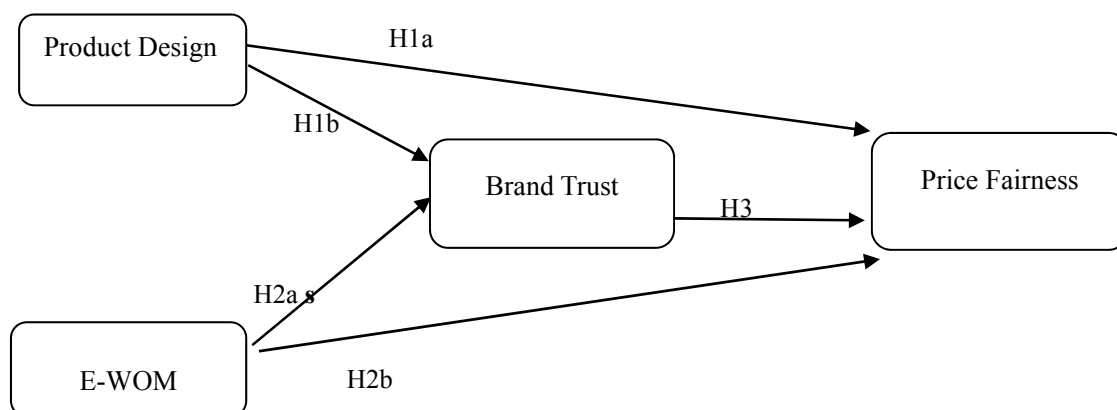 Product Design
H1a
H1b
Brand Trust
Price Fairness
H3
H2a s
E-WOM
H2b